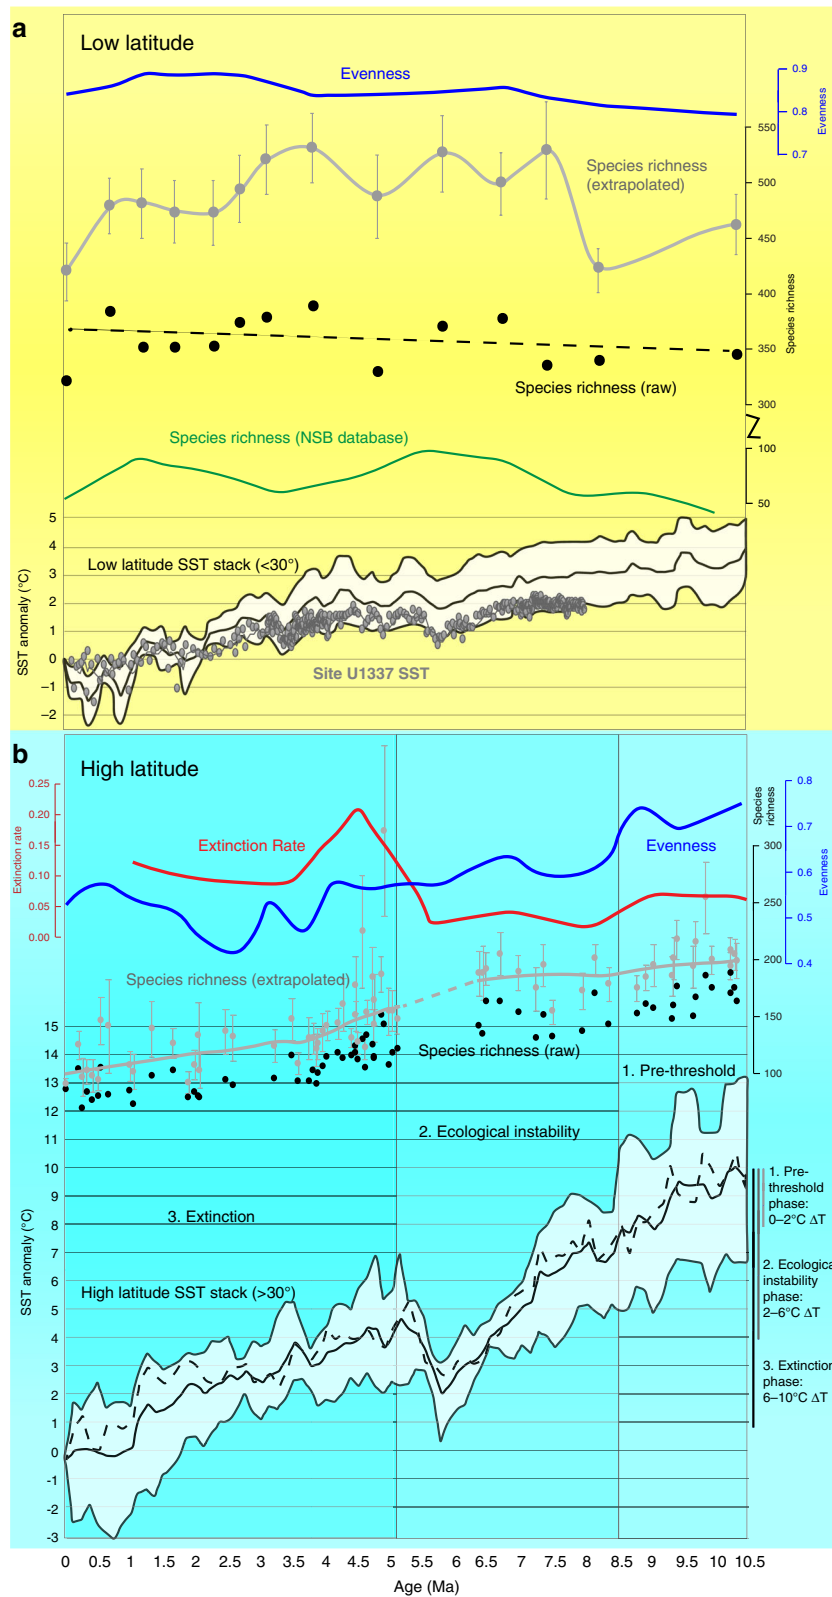 a
Low latitude
Evenness
0.9
0.8
0.7
Evenness
Species richness
(extrapolated)
550
500
450
400
350
300
Species richness
Species richness (raw)
Species richness (NSB database)
100
50
5
4
3
2
1
0
−1
−2
SST anomaly (°C)
Low latitude SST stack (<30°)
Site U1337 SST
b
High latitude
0.25
0.20
0.15
0.10
0.05
0.00
Extinction rate
Extinction Rate
Evenness
Species
richness
300
250
200
150
100
0.8
0.7
0.6
0.5
0.4
Evenness
Species richness (extrapolated)
Species richness (raw)
1. Pre-threshold
2. Ecological instability
3. Extinction
High latitude SST stack (>30°)
15
14
13
12
11
10
9
8
7
6
5
4
3
2
1
0
-1
-2
-3
SST anomaly (°C)
1. Pre-
threshold
phase:
0–2°C ΔT
2. Ecologica
instability
phase:
2–6°C ΔT
3. Extinction
phase:
6–10°C ΔT
0 0.5 1 1.5 2 2.5 3 3.5 4 4.5 5 5.5 6 6.5 7 7.5 8 8.5 9 9.5 10 10.5
Age (Ma)